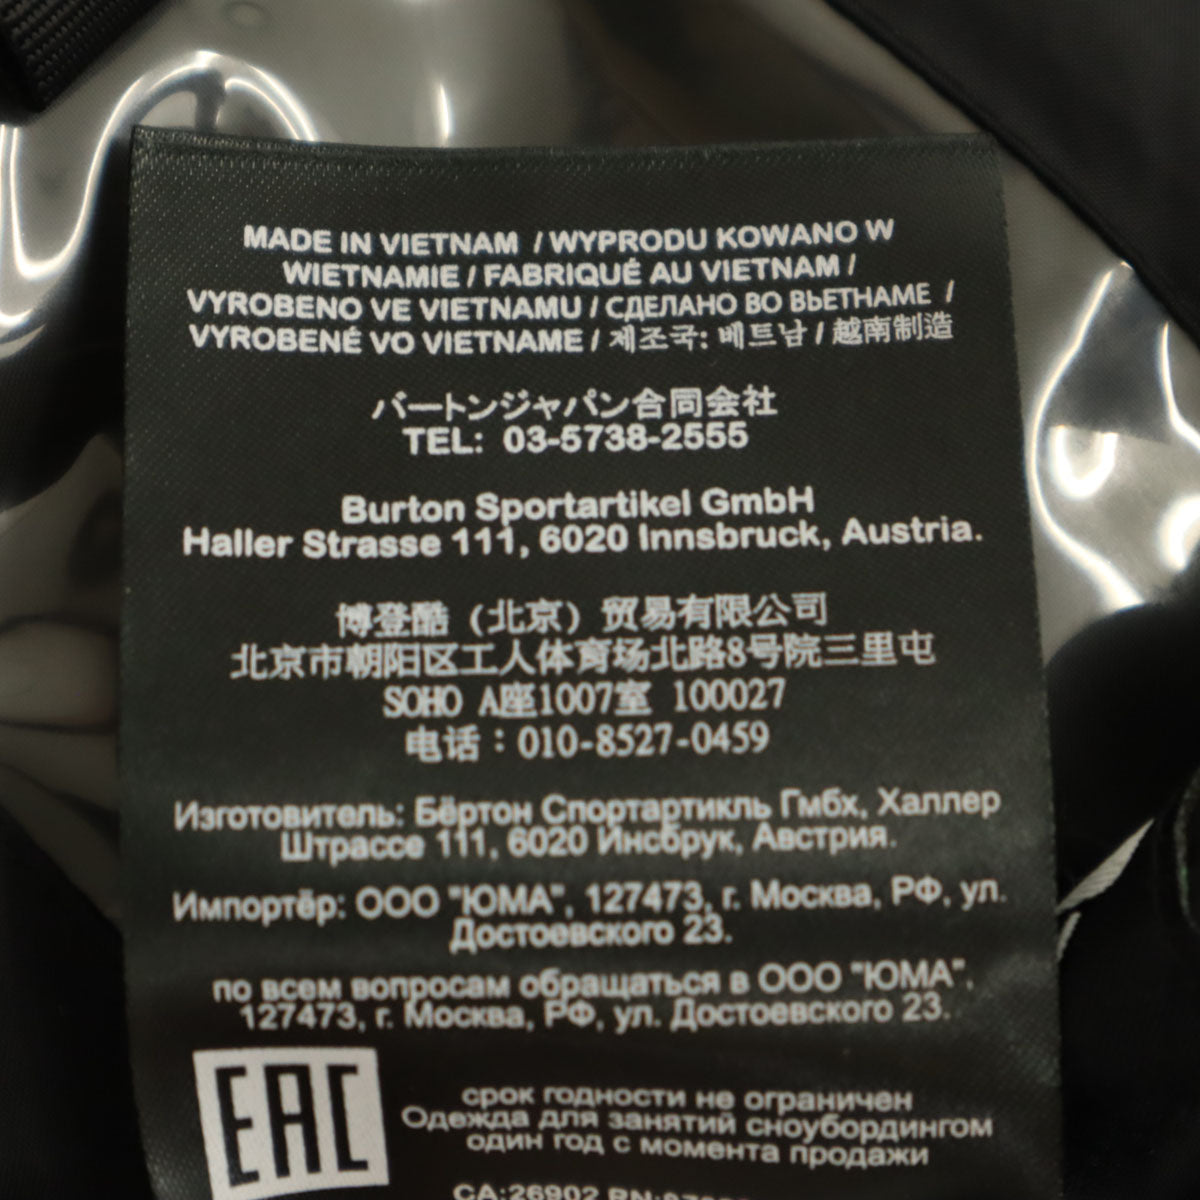 MADE IN VIETNAM / WYPRODU KOWANO W
WIETNAMIE / FABRIQUÉ AU VIETNAM /
VYROBENO VE VIETNAMU / СДЕЛАНО ВО ВЬЕТНАМЕ /
VYROBENÉ VO VIETNAME / 제조국: 베트남 / 越南制造
バートンジャパン合同会社
TEL: 03-5738-2555
Burton Sportartikel GmbH
Haller Strasse 111, 6020 Innsbruck, Austria.
博登酷（北京）贸易有限公司
北京市朝阳区工人体育场北路8号院三里屯
SOHO A座1007室 100027
电话：010-8527-0459
Изготовитель: Бёртон Спортартикль Гмбх, Халлер
Штрассе 111, 6020 Инсбрук, Австрия.
Импортёр: ООО "ЮМА", 127473, г. Москва, РФ, ул.
Достоевского 23.
по всем вопросам обращаться в ООО "ЮМА",
127473, г. Москва, РФ, ул. Достоевского 23.
EAC
срок годности не ограничен
Одежда для занятий сноубордингом
один год с момента продажи
CA:26902